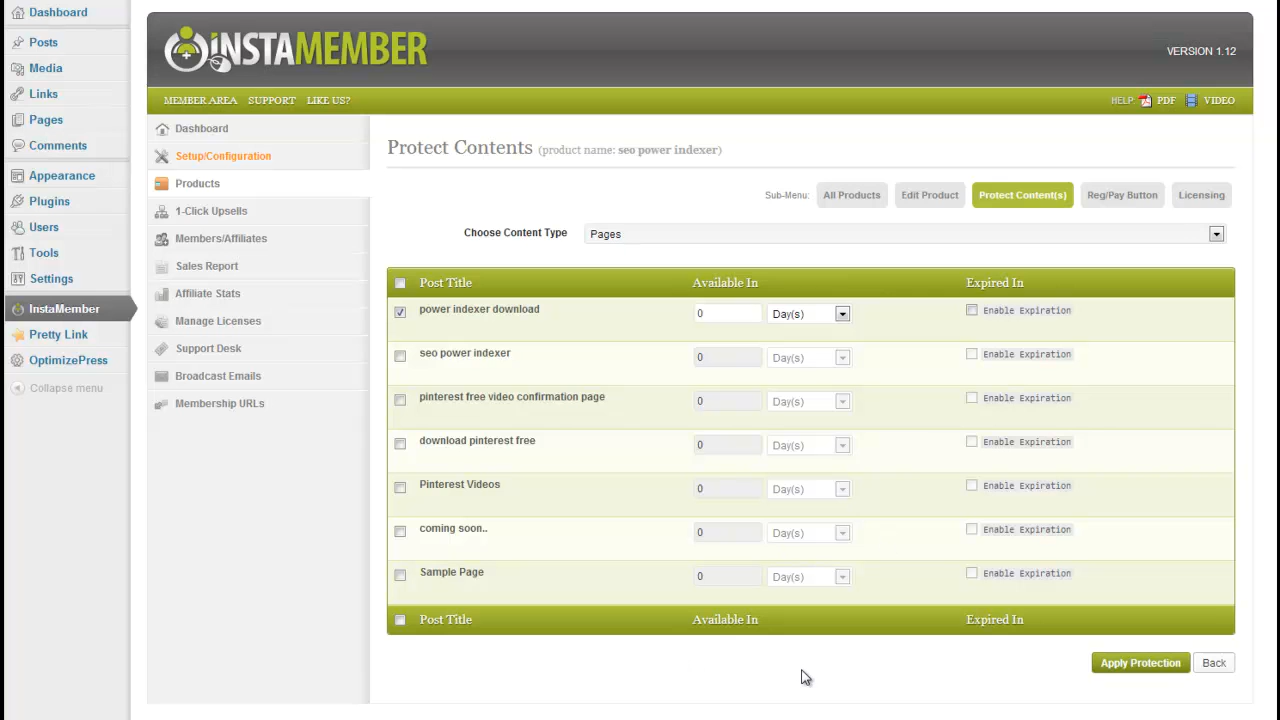 Dashboard
Posts
Media
Links
Pages
Comments
Appearance
Plugins
Users
Tools
Settings
InstaMember
Pretty Link
OptimizePress
Collapse menu
INSTAMEMBER
VERSION 1.12
MEMBER AREA SUPPORT LIKE US?
HELP: PDF VIDEO
Dashboard
Setup/Configuration
Products
1-Click Upsells
Members/Affiliates
Sales Report
Affiliate Stats
Manage Licenses
Support Desk
Broadcast Emails
Membership URLs
Protect Contents (product name: seo power indexer)
Sub-Menu: All Products Edit Product Protect Content(s) Reg/Pay Button Licensing
Choose Content Type Pages
Post Title Available In Expired In
power indexer download 0 Day(s) Enable Expiration
seo power indexer 0 Day(s) Enable Expiration
pinterest free video confirmation page 0 Day(s) Enable Expiration
download pinterest free 0 Day(s) Enable Expiration
Pinterest Videos 0 Day(s) Enable Expiration
coming soon.. 0 Day(s) Enable Expiration
Sample Page 0 Day(s) Enable Expiration
Post Title Available In Expired In
Apply Protection Back